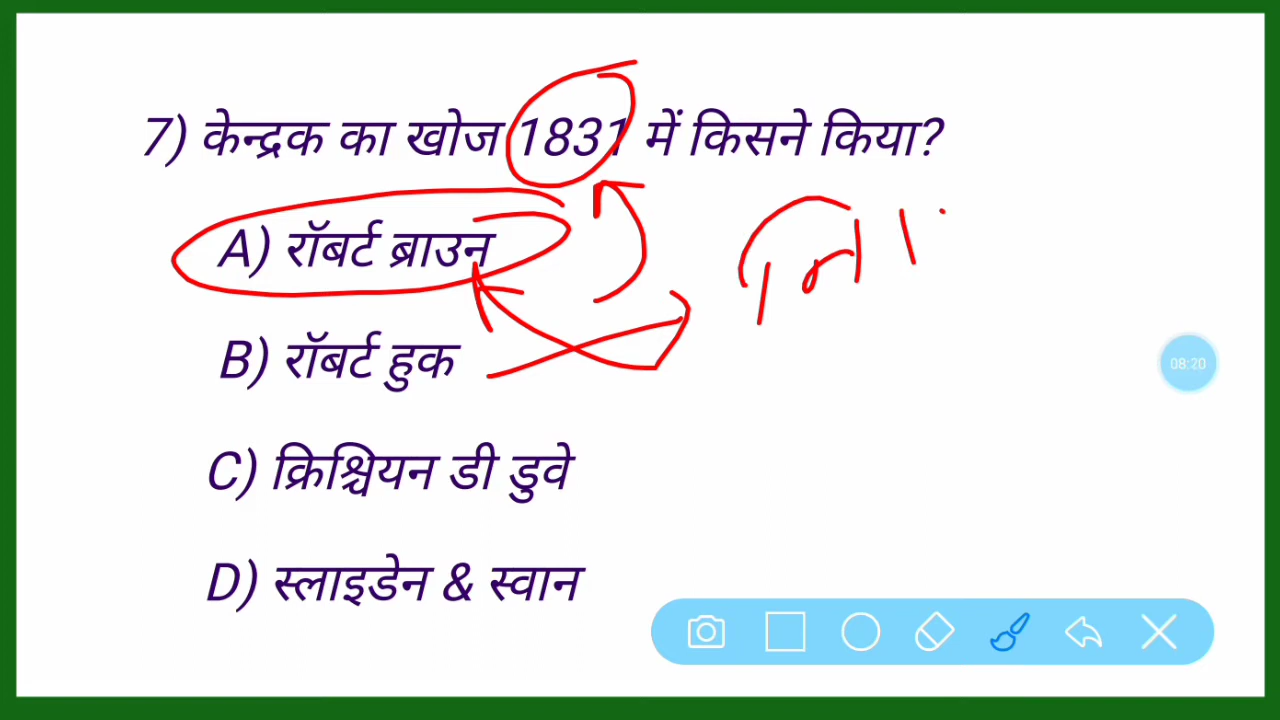 7) केन्द्रक का खोज 1831 में किसने किया?
A) रॉबर्ट ब्राउन
B) रॉबर्ट हुक
C) क्रिश्चियन डी डुवे
D) स्लाइडेन & स्वान
08:20